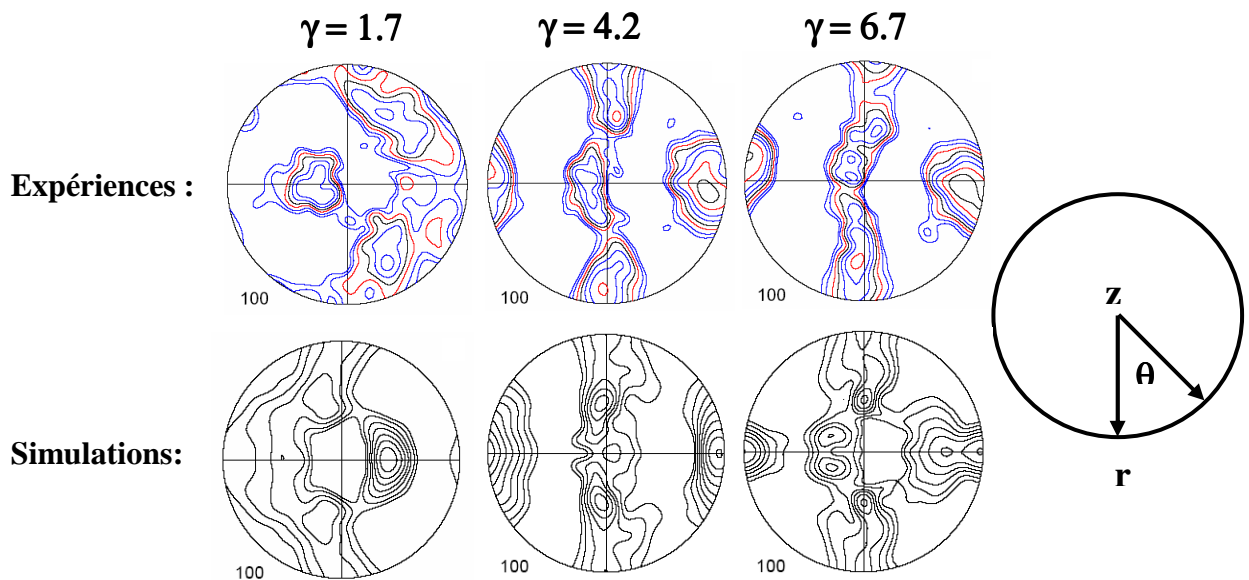 γ = 1.7 γ = 4.2 γ = 6.7
Expériences :
100 100 100
z
θ
r
Simulations:
100 100 100